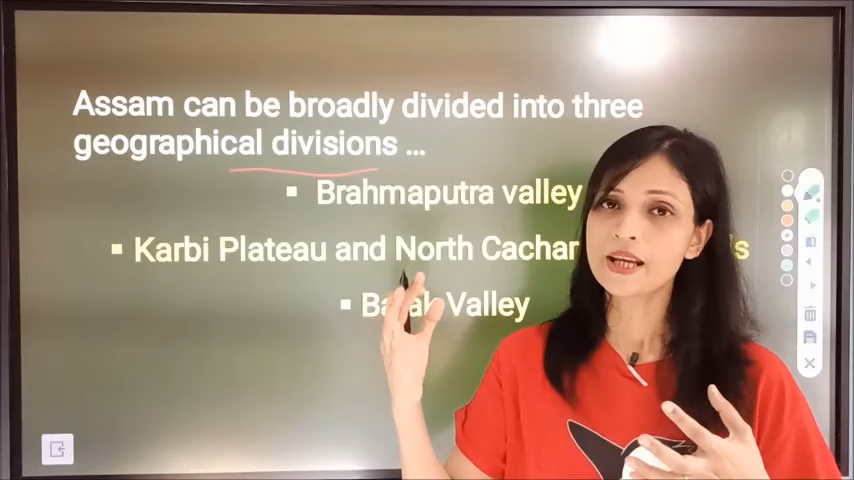 Assam can be broadly divided into three
geographical divisions ...
▪ Brahmaputra valley
▪ Karbi Plateau and North Cachar
▪ Valley